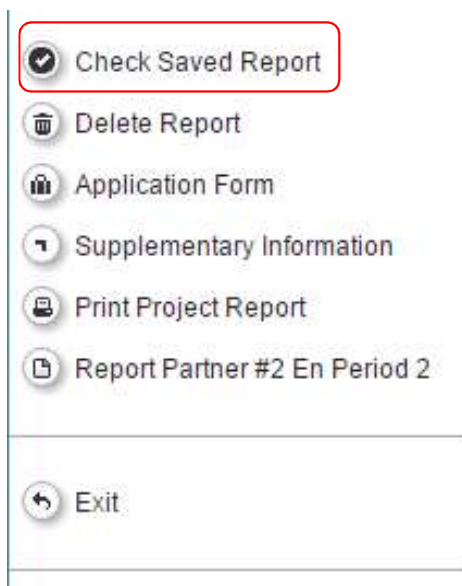 Check Saved Report
Delete Report
Application Form
Supplementary Information
Print Project Report
Report Partner #2 En Period 2
Exit